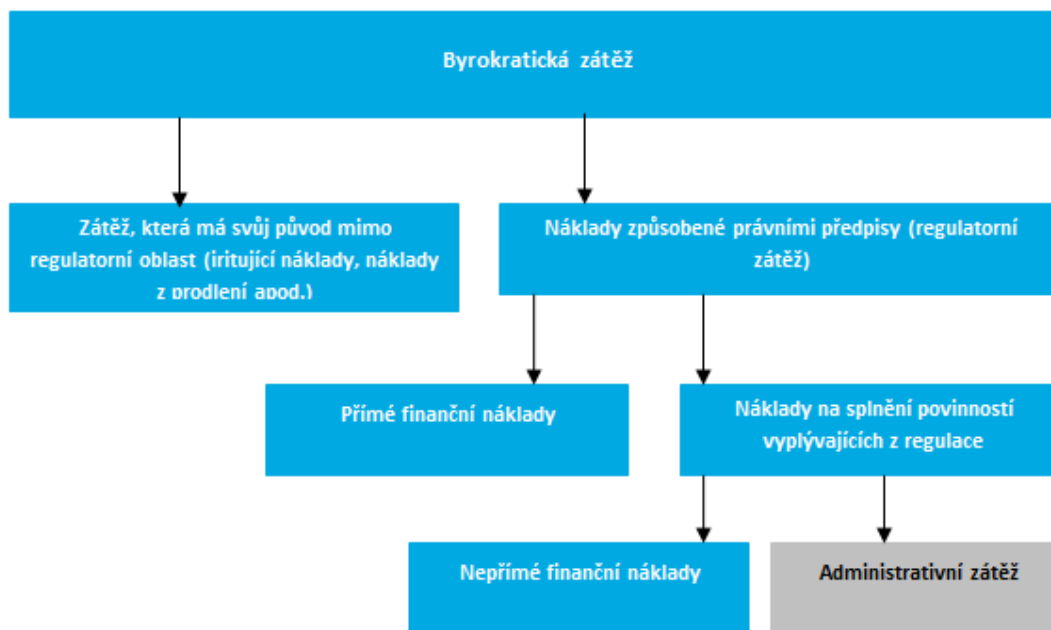 Byrokratická zátěž
Zátěž, která má svůj původ mimo
regulatorní oblast (iritující náklady, náklady
z prodlení apod.)
Náklady způsobené právními předpisy (regulatorní
zátěž)
Přímé finanční náklady
Náklady na splnění povinností
vyplývajících z regulace
Nepřímé finanční náklady
Administrativní zátěž